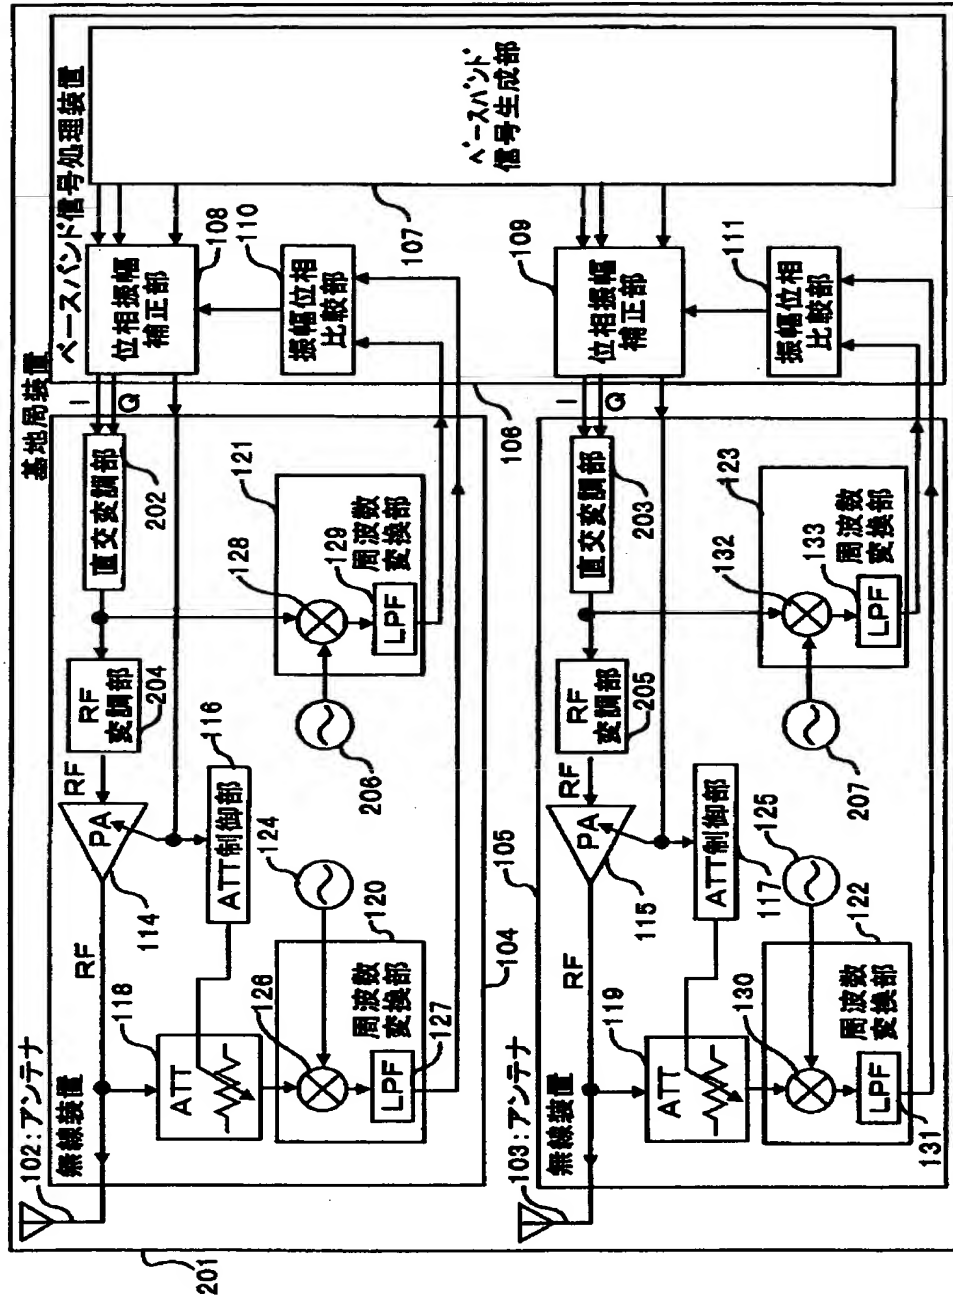 基地局装置
201
102:アンテナ
無線装置
RF
PA
114
RF
RF
変調部
204
直交変調部
202
I
Q
ベースバンド信号処理装置
位相振幅
補正部
108
118
ATT
ATT制御部
116
124
126
120
周波数
変換部
LPF
127
104
206
128
121
129
周波数
変換部
LPF
110
振幅位相
比較部
107
ベースバンド
信号生成部
106
103:アンテナ
105
RF
PA
115
RF
RF
変調部
205
直交変調部
203
I
Q
位相振幅
補正部
109
119
ATT
ATT制御部
117
125
130
122
周波数
変換部
LPF
131
207
132
123
133
周波数
変換部
LPF
111
振幅位相
比較部
無線装置